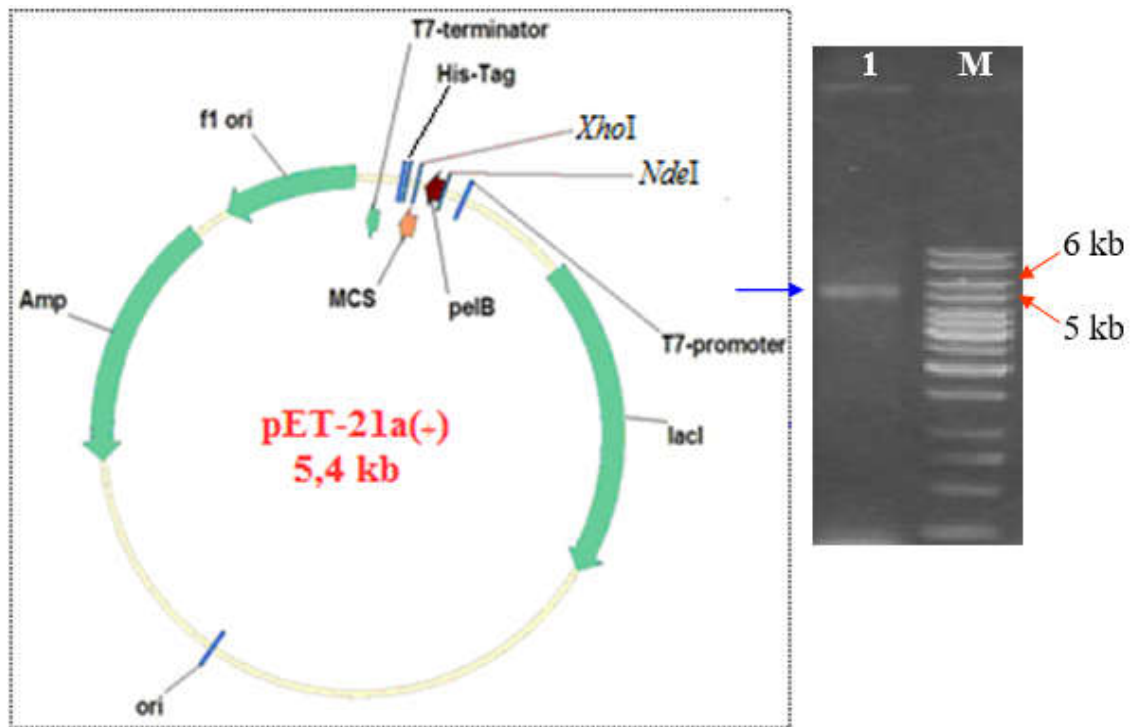 T7-terminator
His-Tag
f1 ori
XhoI
NdeI
MCS
pelB
T7-promoter
Amp
lacI
pET-21a(+)
5,4 kb
ori
1 M
6 kb
5 kb